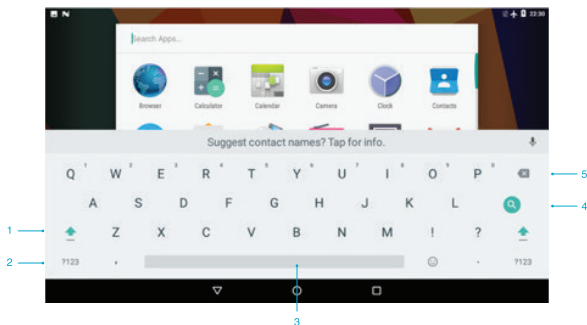 22:30
Search Apps...
Browser Calculator Calendar Camera Clock Contacts
Suggest contact names? Tap for info.
Q 1 W 2 E 3 R 4 T 5 Y 6 U 7 I 8 O 9 P 0
5
A S D F G H J K L
4
1
Z X C V B N M ! ?
2
?123 , . ?123
3